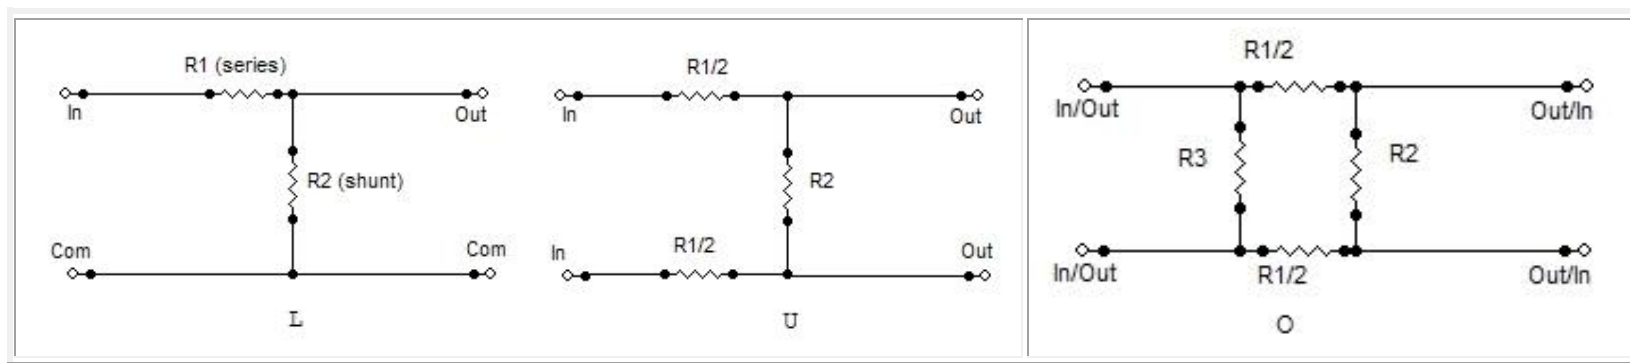 R1 (series)
In
Out
R2 (shunt)
Com
Com
L
R1/2
In
Out
R2
In
R1/2
Out
U
R1/2
In/Out
Out/In
R3
R2
In/Out
R1/2
Out/In
O